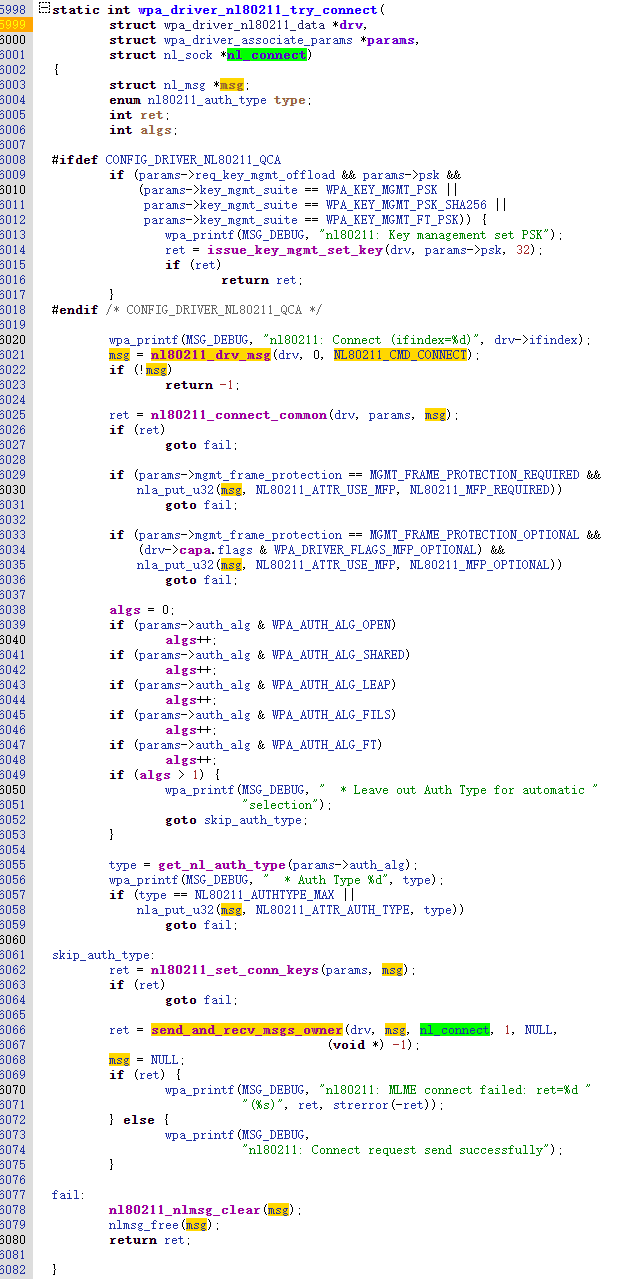 5998 static int wpa_driver_nl80211_try_connect(
5999 struct wpa_driver_nl80211_data *drv,
6000 struct wpa_driver_associate_params *params,
6001 struct nl_sock *nl_connect)
6002 {
6003 struct nl_msg *msg;
6004 enum nl80211_auth_type type;
6005 int ret;
6006 int algs;
6007
6008 #ifdef CONFIG_DRIVER_NL80211_QCA
6009 if (params->req_key_mgmt_offload && params->psk &&
6010 (params->key_mgmt_suite == WPA_KEY_MGMT_PSK ||
6011 params->key_mgmt_suite == WPA_KEY_MGMT_PSK_SHA256 ||
6012 params->key_mgmt_suite == WPA_KEY_MGMT_FT_PSK)) {
6013 wpa_printf(MSG_DEBUG, "nl80211: Key management set PSK");
6014 ret = issue_key_mgmt_set_key(drv, params->psk, 32);
6015 if (ret)
6016 return ret;
6017 }
6018 #endif /* CONFIG_DRIVER_NL80211_QCA */
6019
6020 wpa_printf(MSG_DEBUG, "nl80211: Connect (ifindex=%d)", drv->ifindex);
6021 msg = nl80211_drv_msg(drv, 0, NL80211_CMD_CONNECT);
6022 if (!msg)
6023 return -1;
6024
6025 ret = nl80211_connect_common(drv, params, msg);
6026 if (ret)
6027 goto fail;
6028
6029 if (params->mgmt_frame_protection == MGMT_FRAME_PROTECTION_REQUIRED &&
6030 nla_put_u32(msg, NL80211_ATTR_USE_MFP, NL80211_MFP_REQUIRED))
6031 goto fail;
6032
6033 if (params->mgmt_frame_protection == MGMT_FRAME_PROTECTION_OPTIONAL &&
6034 (drv->capa.flags & WPA_DRIVER_FLAGS_MFP_OPTIONAL) &&
6035 nla_put_u32(msg, NL80211_ATTR_USE_MFP, NL80211_MFP_OPTIONAL))
6036 goto fail;
6037
6038 algs = 0;
6039 if (params->auth_alg & WPA_AUTH_ALG_OPEN)
6040 algs++;
6041 if (params->auth_alg & WPA_AUTH_ALG_SHARED)
6042 algs++;
6043 if (params->auth_alg & WPA_AUTH_ALG_LEAP)
6044 algs++;
6045 if (params->auth_alg & WPA_AUTH_ALG_FILS)
6046 algs++;
6047 if (params->auth_alg & WPA_AUTH_ALG_FT)
6048 algs++;
6049 if (algs > 1) {
6050 wpa_printf(MSG_DEBUG, "  * Leave out Auth Type for automatic "
6051 "selection");
6052 goto skip_auth_type;
6053 }
6054
6055 type = get_nl_auth_type(params->auth_alg);
6056 wpa_printf(MSG_DEBUG, "  * Auth Type %d", type);
6057 if (type == NL80211_AUTHTYPE_MAX ||
6058 nla_put_u32(msg, NL80211_ATTR_AUTH_TYPE, type))
6059 goto fail;
6060
6061 skip_auth_type:
6062 ret = nl80211_set_conn_keys(params, msg);
6063 if (ret)
6064 goto fail;
6065
6066 ret = send_and_recv_msgs_owner(drv, msg, nl_connect, 1, NULL,
6067 (void *) -1);
6068 msg = NULL;
6069 if (ret) {
6070 wpa_printf(MSG_DEBUG, "nl80211: MLME connect failed: ret=%d "
6071 "(%s)", ret, strerror(-ret));
6072 } else {
6073 wpa_printf(MSG_DEBUG,
6074 "nl80211: Connect request send successfully");
6075 }
6076
6077 fail:
6078 nl80211_nlmsg_clear(msg);
6079 nlmsg_free(msg);
6080 return ret;
6081
6082 }